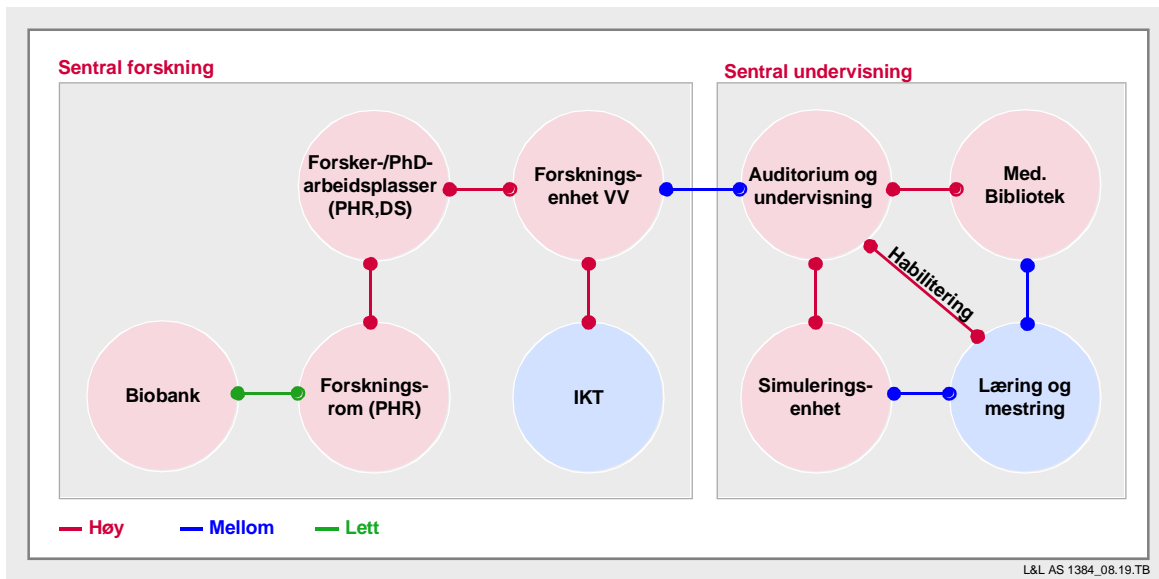 Sentral forskning
Sentral undervisning
Forsker-/PhD-
arbeidsplasser
(PHR,DS)
Forsknings-
enhet VV
Auditorium og
undervisning
Med.
Bibliotek
Habilitering
Biobank
Forsknings-
rom (PHR)
IKT
Simulerings-
enhet
Læring og
mestring
Høy
Mellom
Lett
L&L AS 1384_08.19.TB